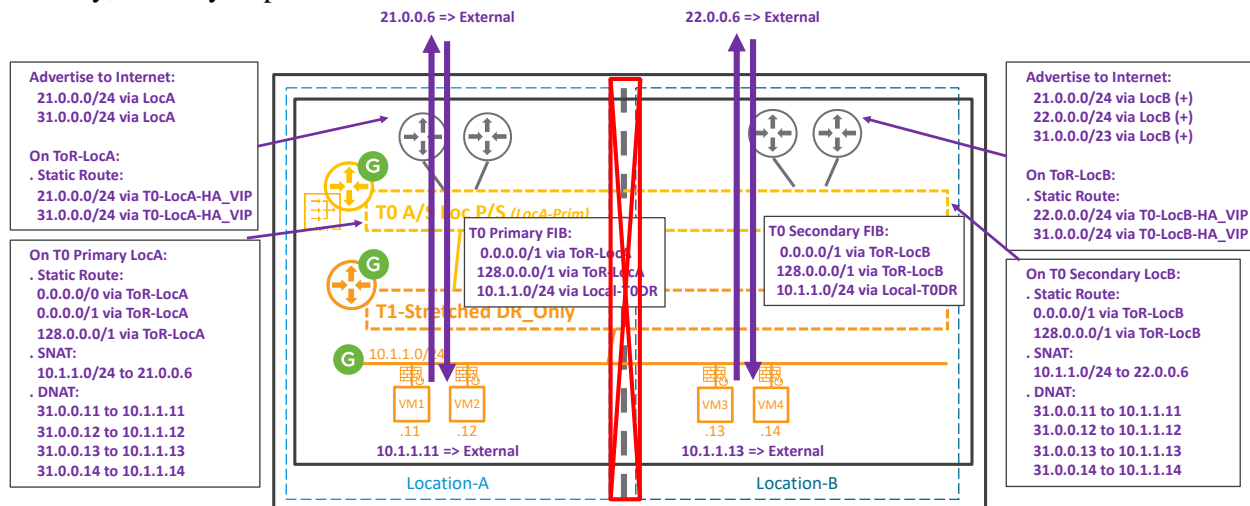 21.0.0.6 => External
22.0.0.6 => External
Advertise to Internet:
21.0.0.0/24 via LocA
31.0.0.0/24 via LocA
On ToR-LocA:
. Static Route:
21.0.0.0/24 via T0-LocA-HA_VIP
31.0.0.0/24 via T0-LocA-HA_VIP
On T0 Primary LocA:
. Static Route:
0.0.0.0/0 via ToR-LocA
0.0.0.0/1 via ToR-LocA
128.0.0.0/1 via ToR-LocA
. SNAT:
10.1.1.0/24 to 21.0.0.6
. DNAT:
31.0.0.11 to 10.1.1.11
31.0.0.12 to 10.1.1.12
31.0.0.13 to 10.1.1.13
31.0.0.14 to 10.1.1.14
G
T0 A/S Loc P/S (LocA-Prim)
T0 Primary FIB:
0.0.0.0/1 via ToR-LocA
128.0.0.0/1 via ToR-LocA
10.1.1.0/24 via Local-T0DR
T0 Secondary FIB:
0.0.0.0/1 via ToR-LocB
128.0.0.0/1 via ToR-LocB
10.1.1.0/24 via Local-T0DR
G
T1-Stretched DR_Only
G
10.1.1.0/24
VM1
VM2
VM3
VM4
.11
.12
.13
.14
10.1.1.11 => External
10.1.1.13 => External
Location-A
Location-B
Advertise to Internet:
21.0.0.0/24 via LocB (+)
22.0.0.0/24 via LocB (+)
31.0.0.0/23 via LocB (+)
On ToR-LocB:
. Static Route:
22.0.0.0/24 via T0-LocB-HA_VIP
31.0.0.0/24 via T0-LocB-HA_VIP
On T0 Secondary LocB:
. Static Route:
0.0.0.0/1 via ToR-LocB
128.0.0.0/1 via ToR-LocB
. SNAT:
10.1.1.0/24 to 22.0.0.6
. DNAT:
31.0.0.11 to 10.1.1.11
31.0.0.12 to 10.1.1.12
31.0.0.13 to 10.1.1.13
31.0.0.14 to 10.1.1.14